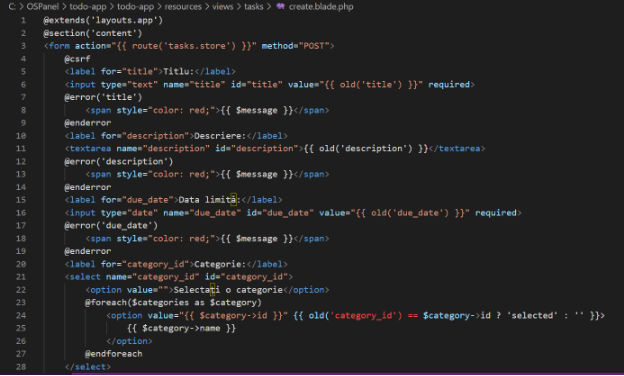 C: > OSPanel > todo-app > todo-app > resources > views > tasks > create.blade.php
1 @extends('layouts.app')
2 @section('content')
3 <form action="{{ route('tasks.store') }}" method="POST">
4 @csrf
5 <label for="title">Titlu:</label>
6 <input type="text" name="title" id="title" value="{{ old('title') }}" required>
7 @error('title')
8 <span style="color: red;">{{ $message }}</span>
9 @enderror
10 <label for="description">Descriere:</label>
11 <textarea name="description" id="description">{{ old('description') }}</textarea>
12 @error('description')
13 <span style="color: red;">{{ $message }}</span>
14 @enderror
15 <label for="due_date">Data limită:</label>
16 <input type="date" name="due_date" id="due_date" value="{{ old('due_date') }}" required>
17 @error('due_date')
18 <span style="color: red;">{{ $message }}</span>
19 @enderror
20 <label for="category_id">Categorie:</label>
21 <select name="category_id" id="category_id">
22 <option value="">Selectați o categorie</option>
23 @foreach($categories as $category)
24 <option value="{{ $category->id }}" {{ old('category_id') == $category->id ? 'selected' : '' }}>
25 {{ $category->name }}
26 </option>
27 @endforeach
28 </select>